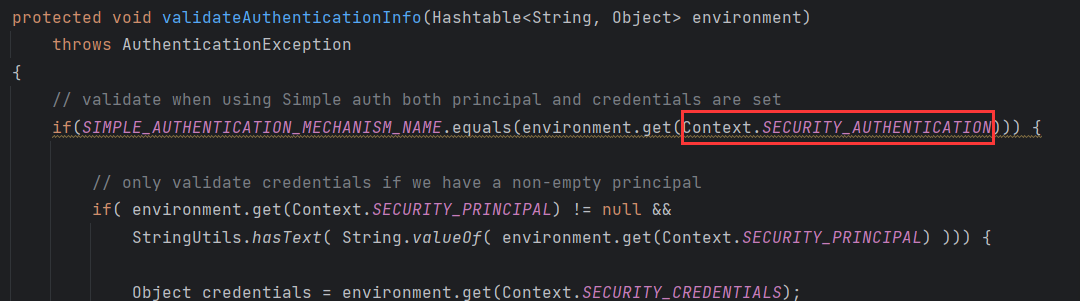 protected void validateAuthenticationInfo(Hashtable<String, Object> environment)
throws AuthenticationException
{
// validate when using Simple auth both principal and credentials are set
if(SIMPLE_AUTHENTICATION_MECHANISM_NAME.equals(environment.get(Context.SECURITY_AUTHENTICATION))) {
// only validate credentials if we have a non-empty principal
if( environment.get(Context.SECURITY_PRINCIPAL) != null &&
StringUtils.hasText( String.valueOf( environment.get(Context.SECURITY_PRINCIPAL) ))) {
Object credentials = environment.get(Context.SECURITY_CREDENTIALS);